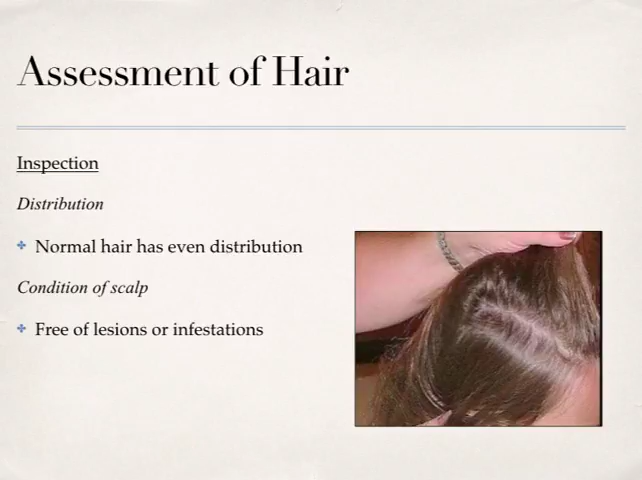 Assessment of Hair
Inspection
Distribution
Normal hair has even distribution
Condition of scalp
Free of lesions or infestations